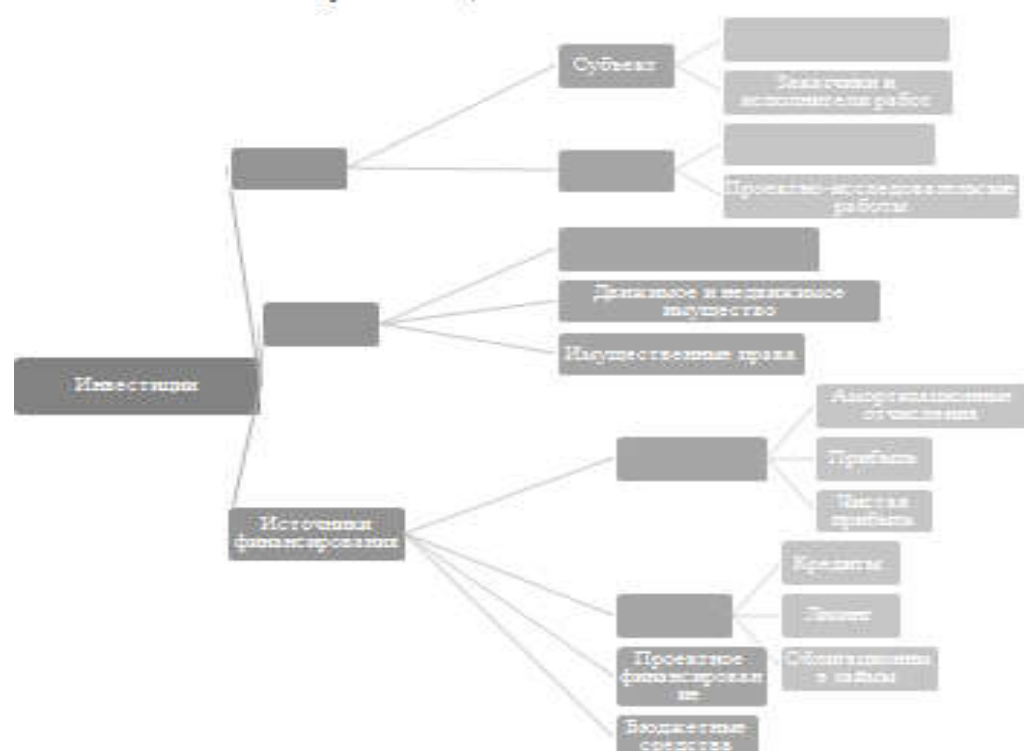 Субъект
Заказчики и
исполнители работ
Проектно-исследовательские
работы
Движимое и недвижимое
имущество
Имущественные права
Инвестиции
Амортизационные
отчисления
Прибыль
Чистая
прибыль
Источники
финансирования
Кредиты
Лизинг
Облигационны
е займы
Проектное
финансирован
ие
Бюджетные
средства